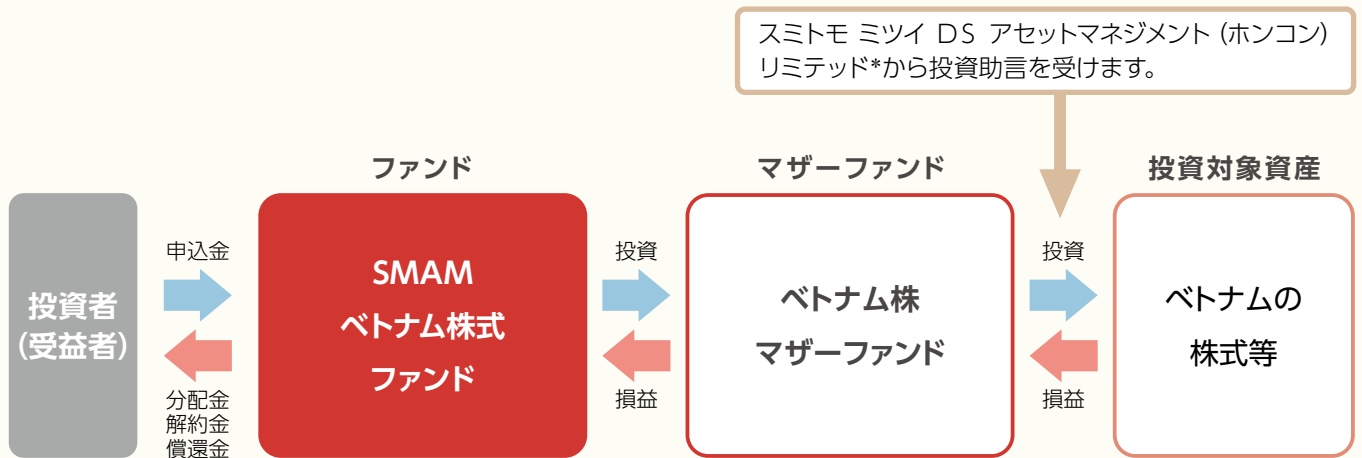 スミトモ ミツイ DS アセットマネジメント (ホンコン)
リミテッド*から投資助言を受けます。
ファンド
マザーファンド
投資対象資産
投資者
(受益者)
申込金
分配金
解約金
償還金
SMAM
ベトナム株式
ファンド
投資
損益
ベトナム株
マザーファンド
投資
損益
ベトナムの
株式等